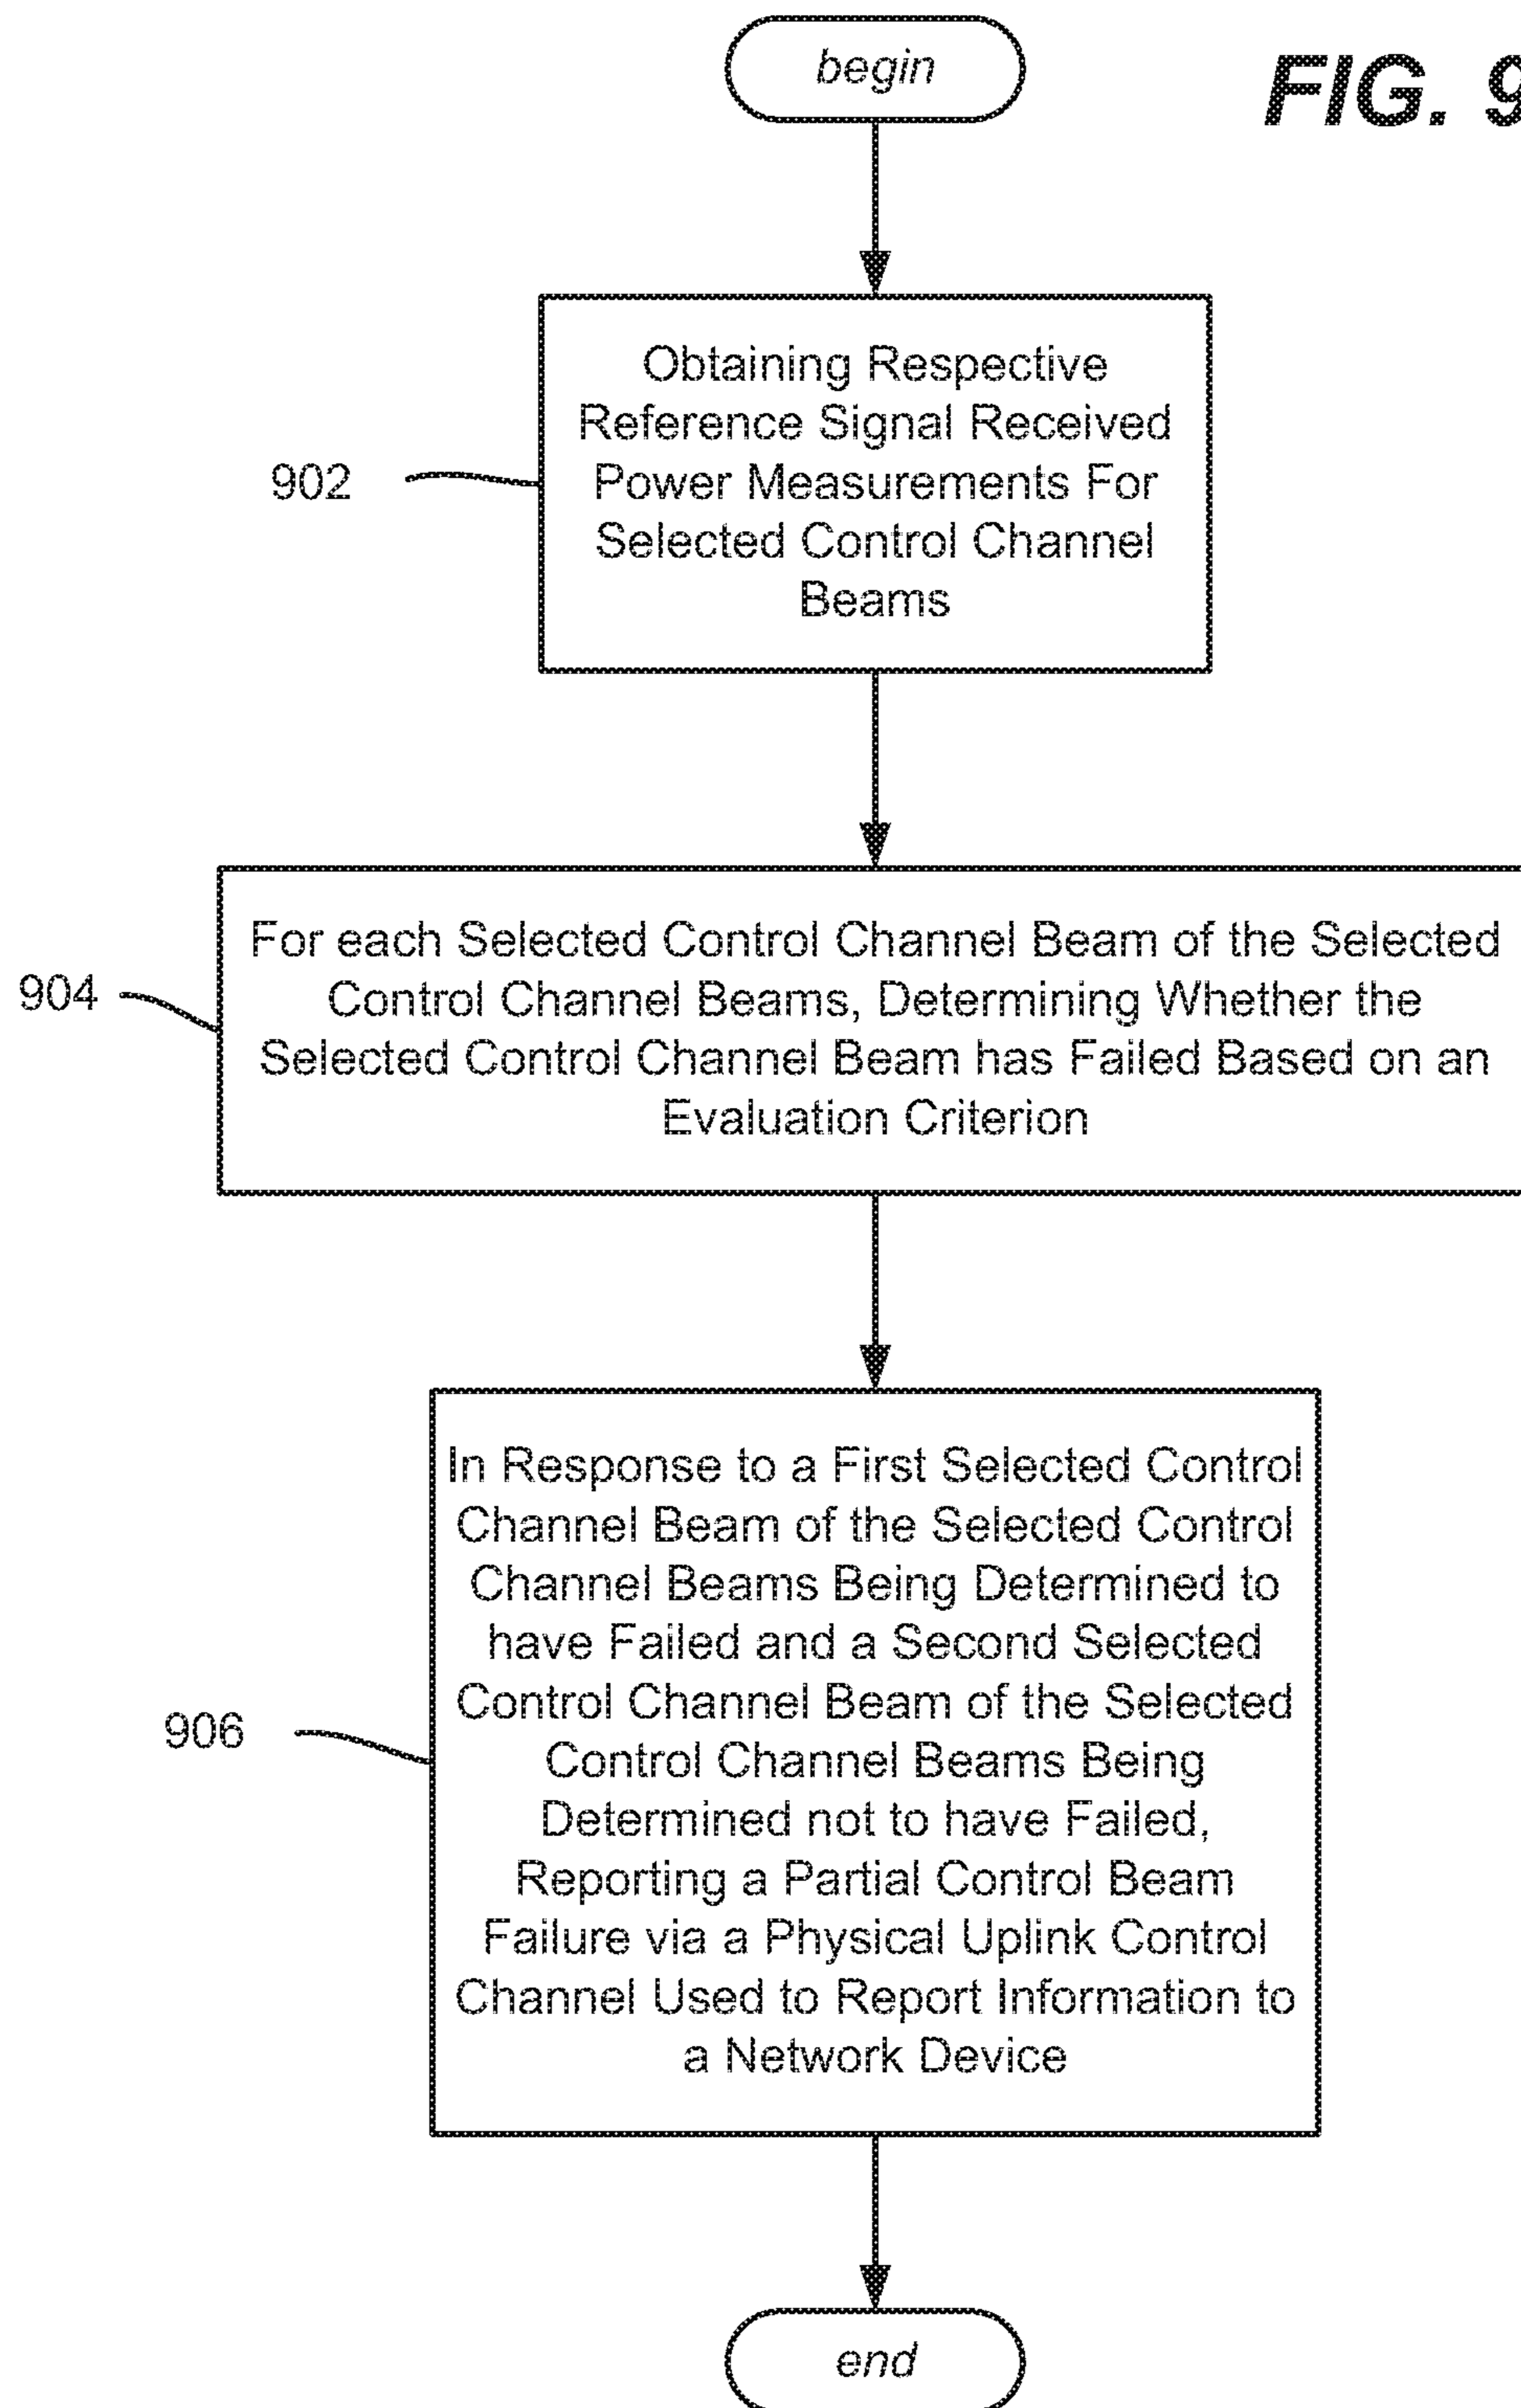 begin
FIG. 9
Obtaining Respective
Reference Signal Received
Power Measurements For
Selected Control Channel
Beams
902
For each Selected Control Channel Beam of the Selected
Control Channel Beams, Determining Whether the
Selected Control Channel Beam has Failed Based on an
Evaluation Criterion
904
In Response to a First Selected Control
Channel Beam of the Selected Control
Channel Beams Being Determined to
have Failed and a Second Selected
Control Channel Beam of the Selected
Control Channel Beams Being
Determined not to have Failed,
Reporting a Partial Control Beam
Failure via a Physical Uplink Control
Channel Used to Report Information to
a Network Device
906
end